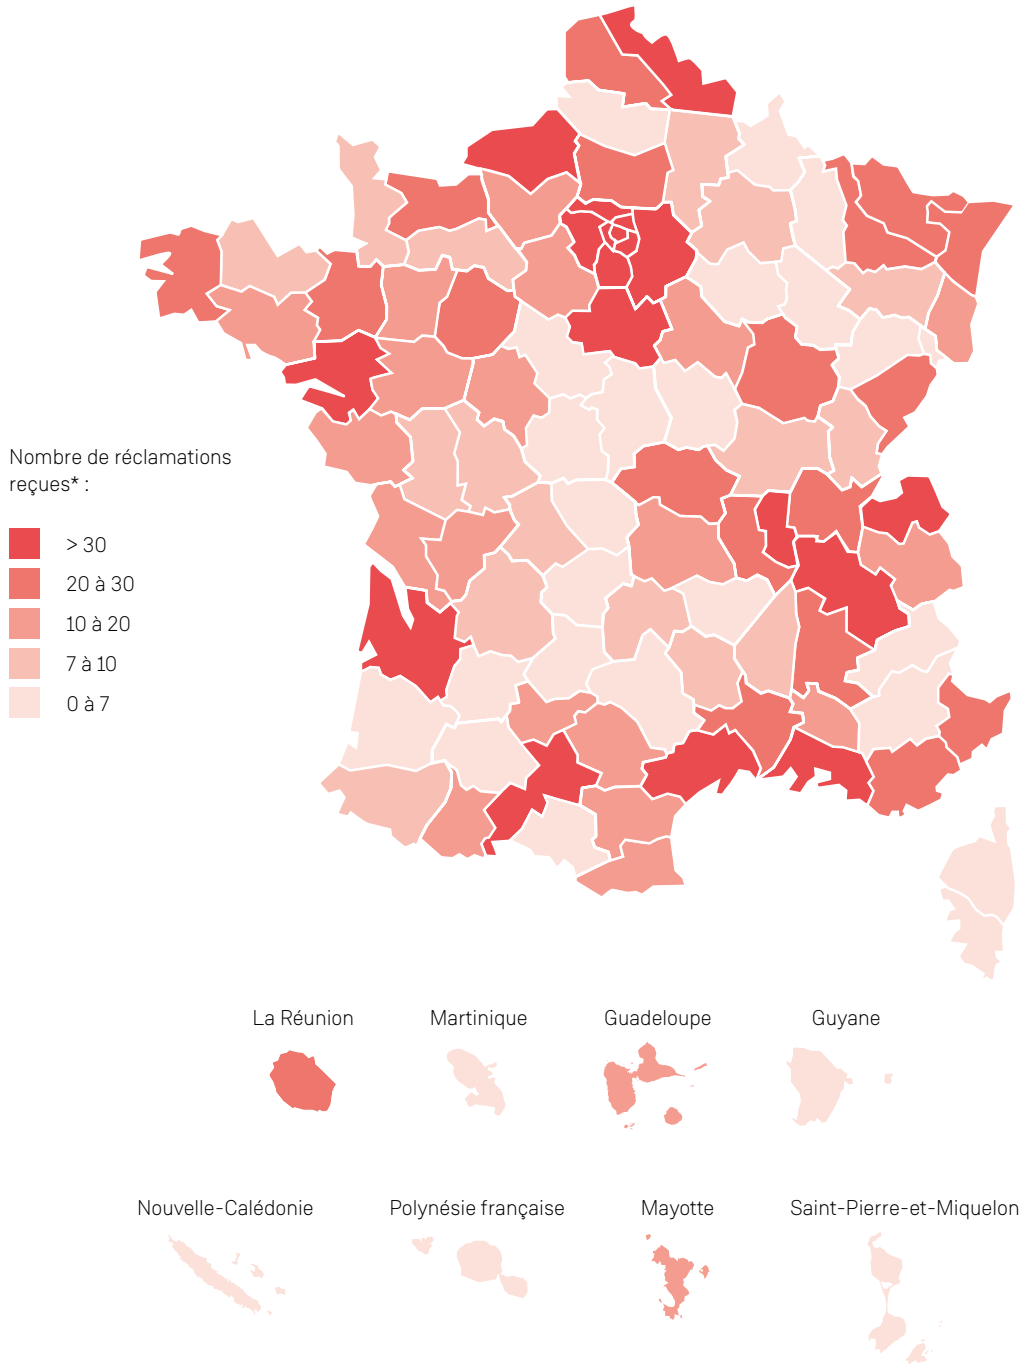 Nombre de réclamations
reçues* :
> 30
20 à 30
10 à 20
7 à 10
0 à 7
La Réunion
Martinique
Guadeloupe
Guyane
Nouvelle-Calédonie
Polynésie française
Mayotte
Saint-Pierre-et-Miquelon